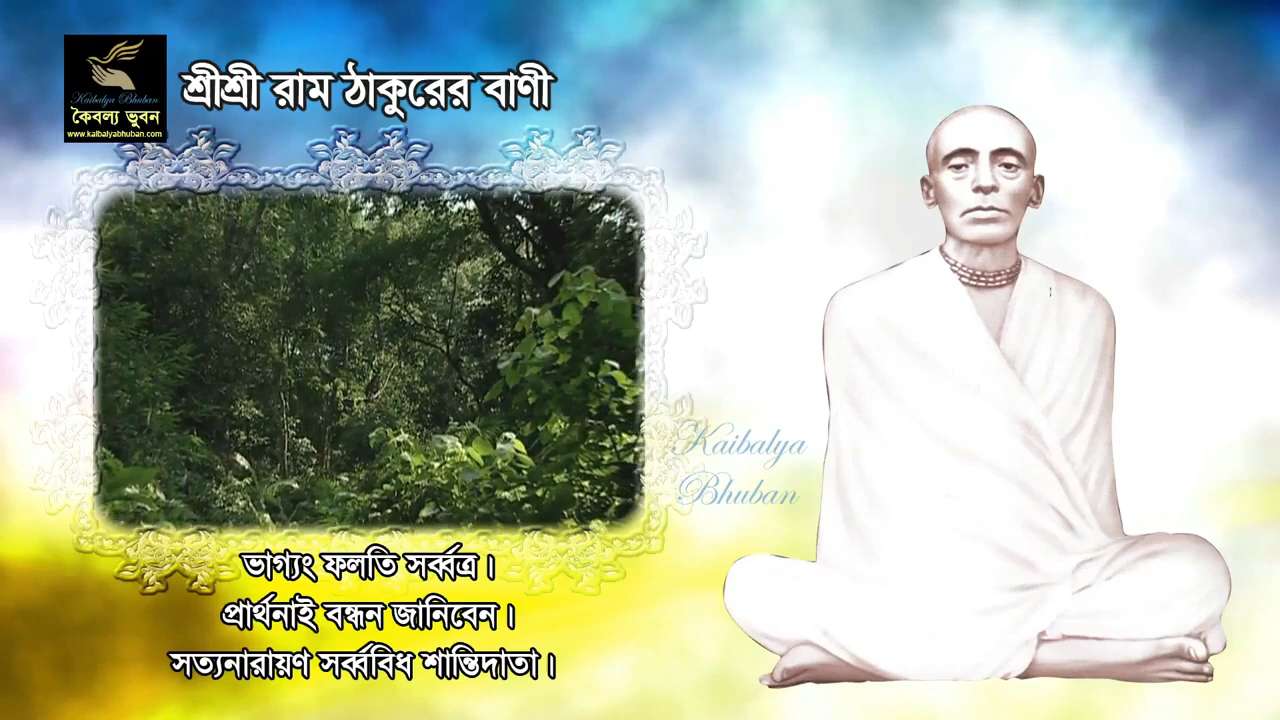 শ্রীশ্রী রাম ঠাকুরের বাণী
Kaibalya Bhuban
কৈবল্য ভুবন
www.kaibalyabhuban.com
Kaibalya
Bhuban
ভাগ্যং ফলতি সর্ব্বত্র।
প্রার্থনাই বন্ধন জানিবেন।
সত্যনারায়ণ সর্ব্ববিধ শান্তিদাতা।